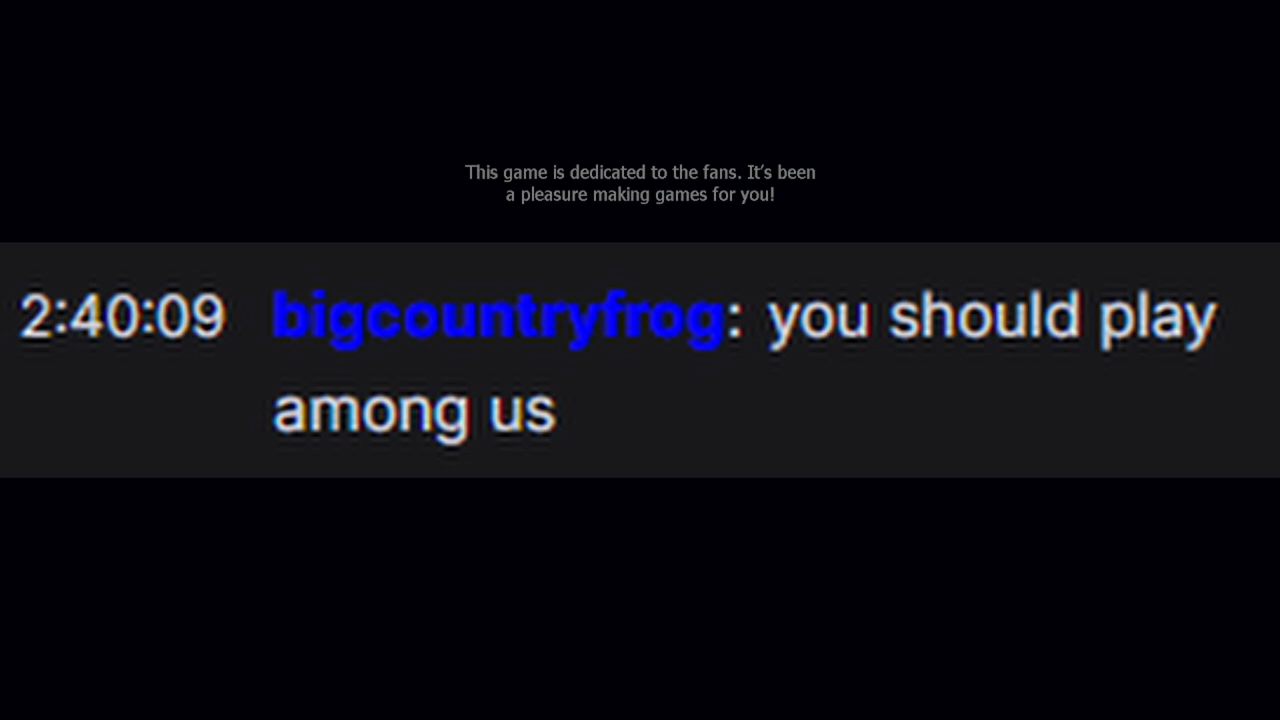 This game is dedicated to the fans. It's been
a pleasure making games for you!
2:40:09 bigcountryfrog: you should play
among us